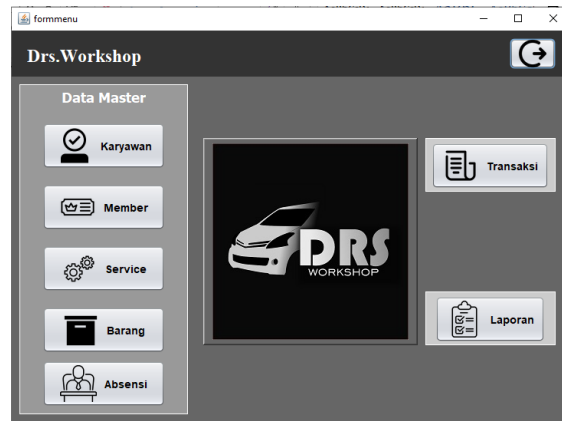 formmenu
Drs.Workshop
Data Master
Karyawan
Member
Service
Barang
Absensi
DRS
WORKSHOP
Transaksi
Laporan